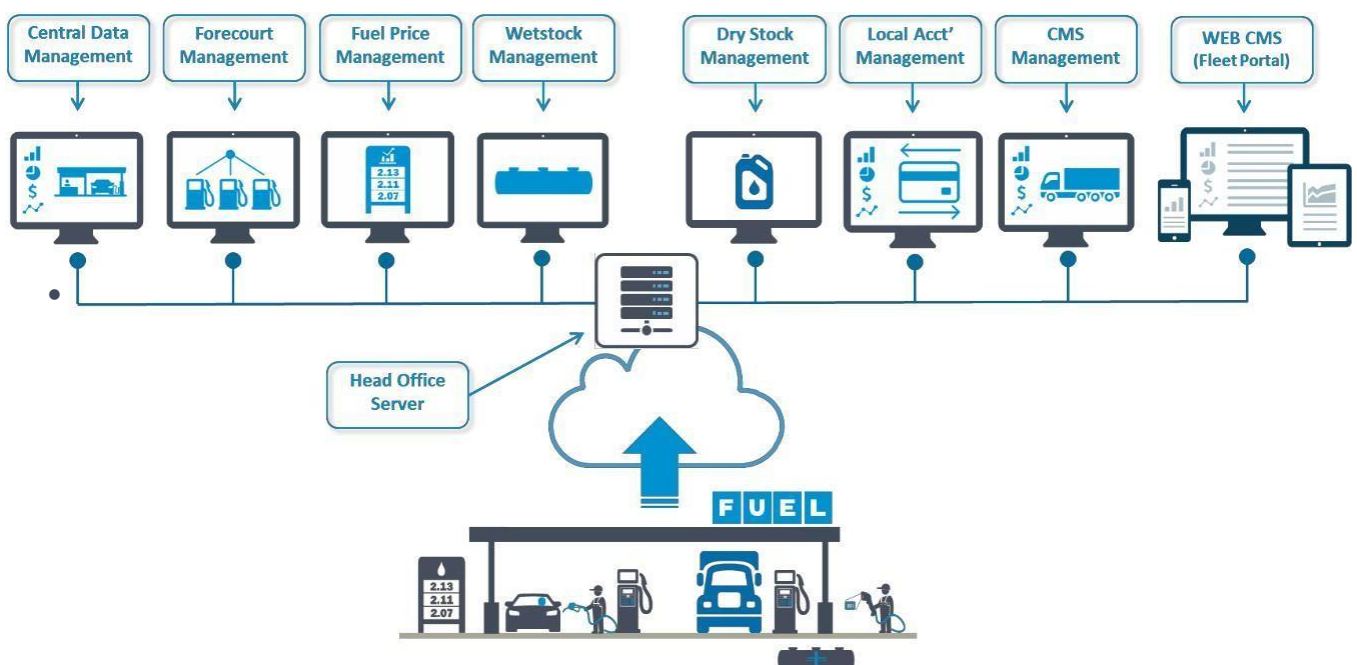 Central Data
Management
Forecourt
Management
Fuel Price
Management
Wetstock
Management
Dry Stock
Management
Local Acct’
Management
CMS
Management
WEB CMS
(Fleet Portal)
$
2.13
2.11
2.07
$
$
$
Head Office
Server
FUEL
2.13
2.11
2.07